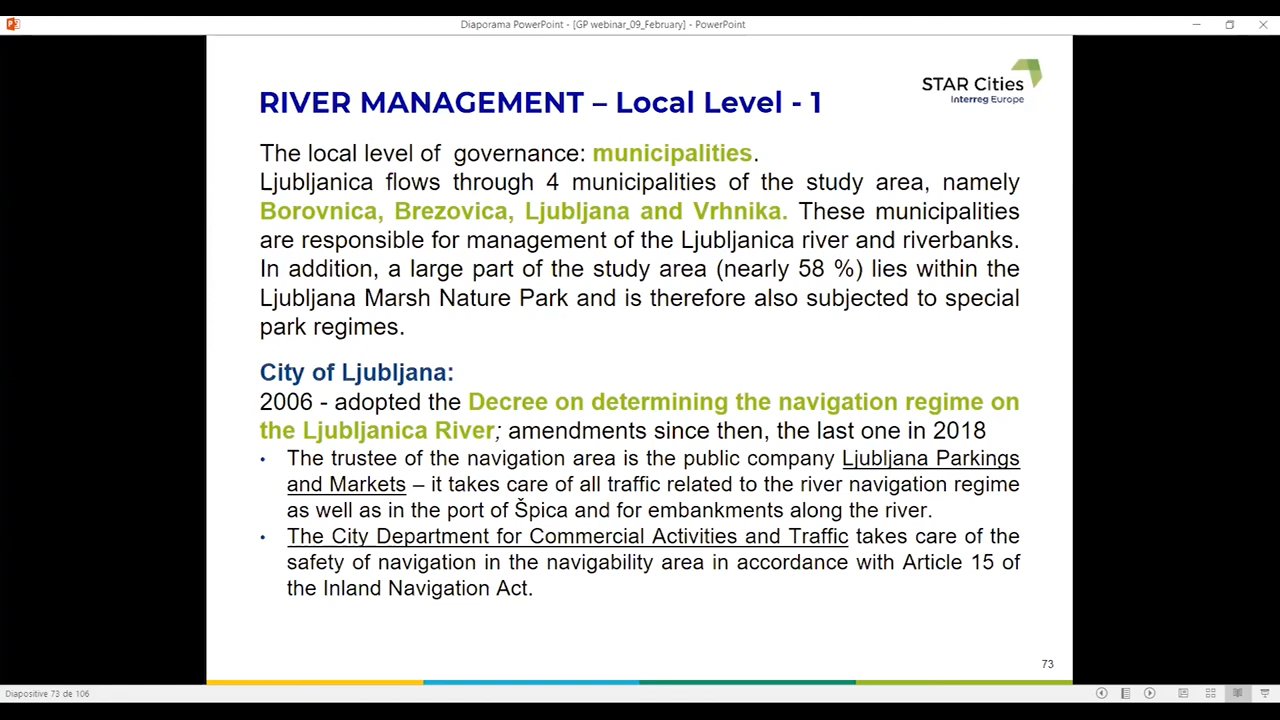 Diaporama PowerPoint - [GP webinar_09_February] - PowerPoint
STAR Cities
Interreg Europe
RIVER MANAGEMENT – Local Level - 1
The local level of governance: municipalities.
Ljubljanica flows through 4 municipalities of the study area, namely
Borovnica, Brezovica, Ljubljana and Vrhnika. These municipalities
are responsible for management of the Ljubljanica river and riverbanks.
In addition, a large part of the study area (nearly 58 %) lies within the
Ljubljana Marsh Nature Park and is therefore also subjected to special
park regimes.
City of Ljubljana:
2006 - adopted the Decree on determining the navigation regime on
the Ljubljanica River; amendments since then, the last one in 2018
• The trustee of the navigation area is the public company Ljubljana Parkings
and Markets – it takes care of all traffic related to the river navigation regime
as well as in the port of Špica and for embankments along the river.
• The City Department for Commercial Activities and Traffic takes care of the
safety of navigation in the navigability area in accordance with Article 15 of
the Inland Navigation Act.
73
Diapositive 73 de 106